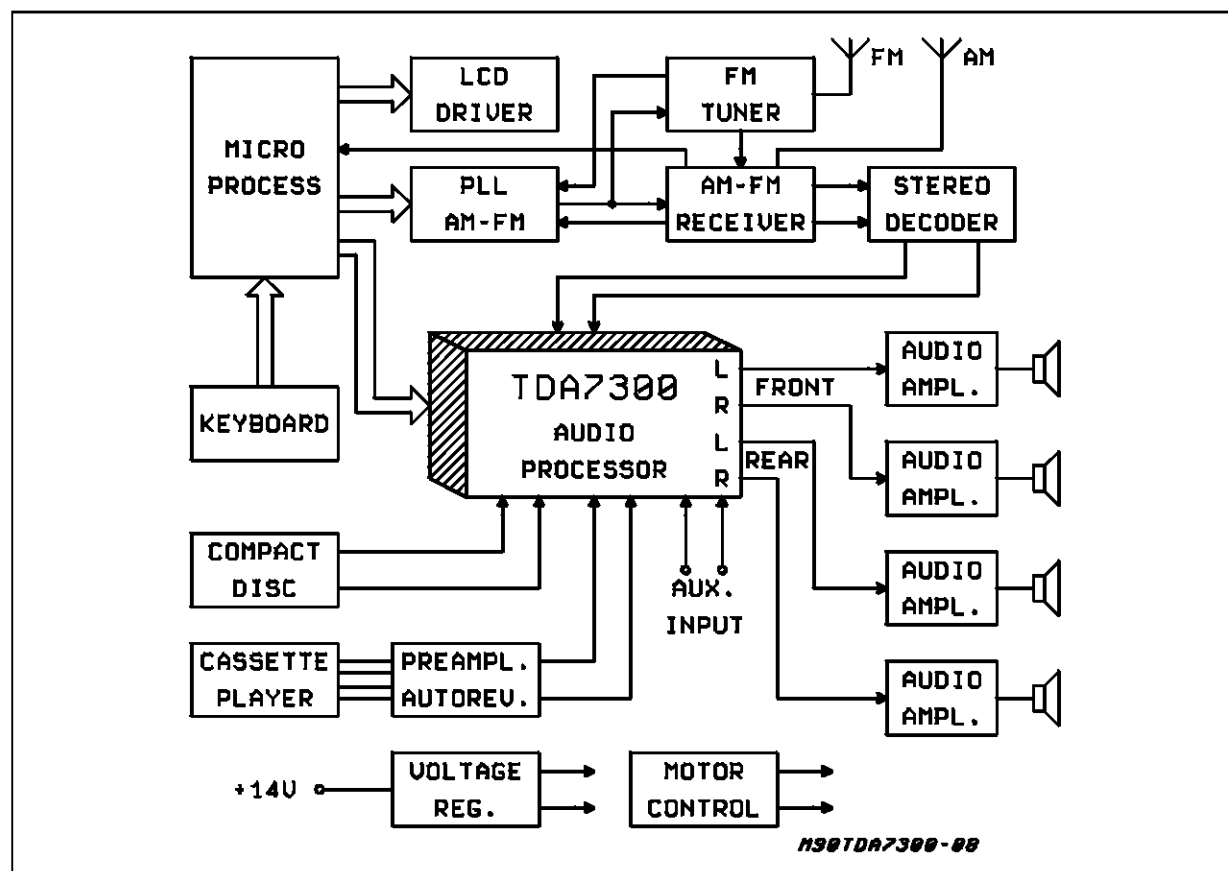 LCD
DRIVER
FM
TUNER
FM
AM
MICRO
PROCESS
PLL
AM-FM
AM-FM
RECEIVER
STEREO
DECODER
KEYBOARD
TDA7300
AUDIO
PROCESSOR
L
R
L
R
FRONT
REAR
AUDIO
AMPL.
AUDIO
AMPL.
AUDIO
AMPL.
AUDIO
AMPL.
COMPACT
DISC
AUX.
INPUT
CASSETTE
PLAYER
PREAMPL.
AUTOREV.
+14V
VOLTAGE
REG.
MOTOR
CONTROL
M90TDA7300-08